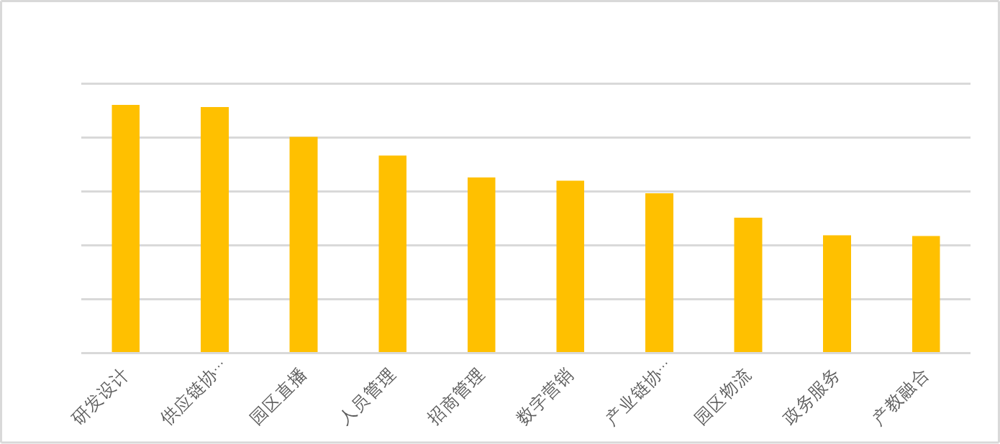 研发设计
供应链协…
园区直播
人员管理
招商管理
数字营销
产业链协…
园区物流
政务服务
产教融合